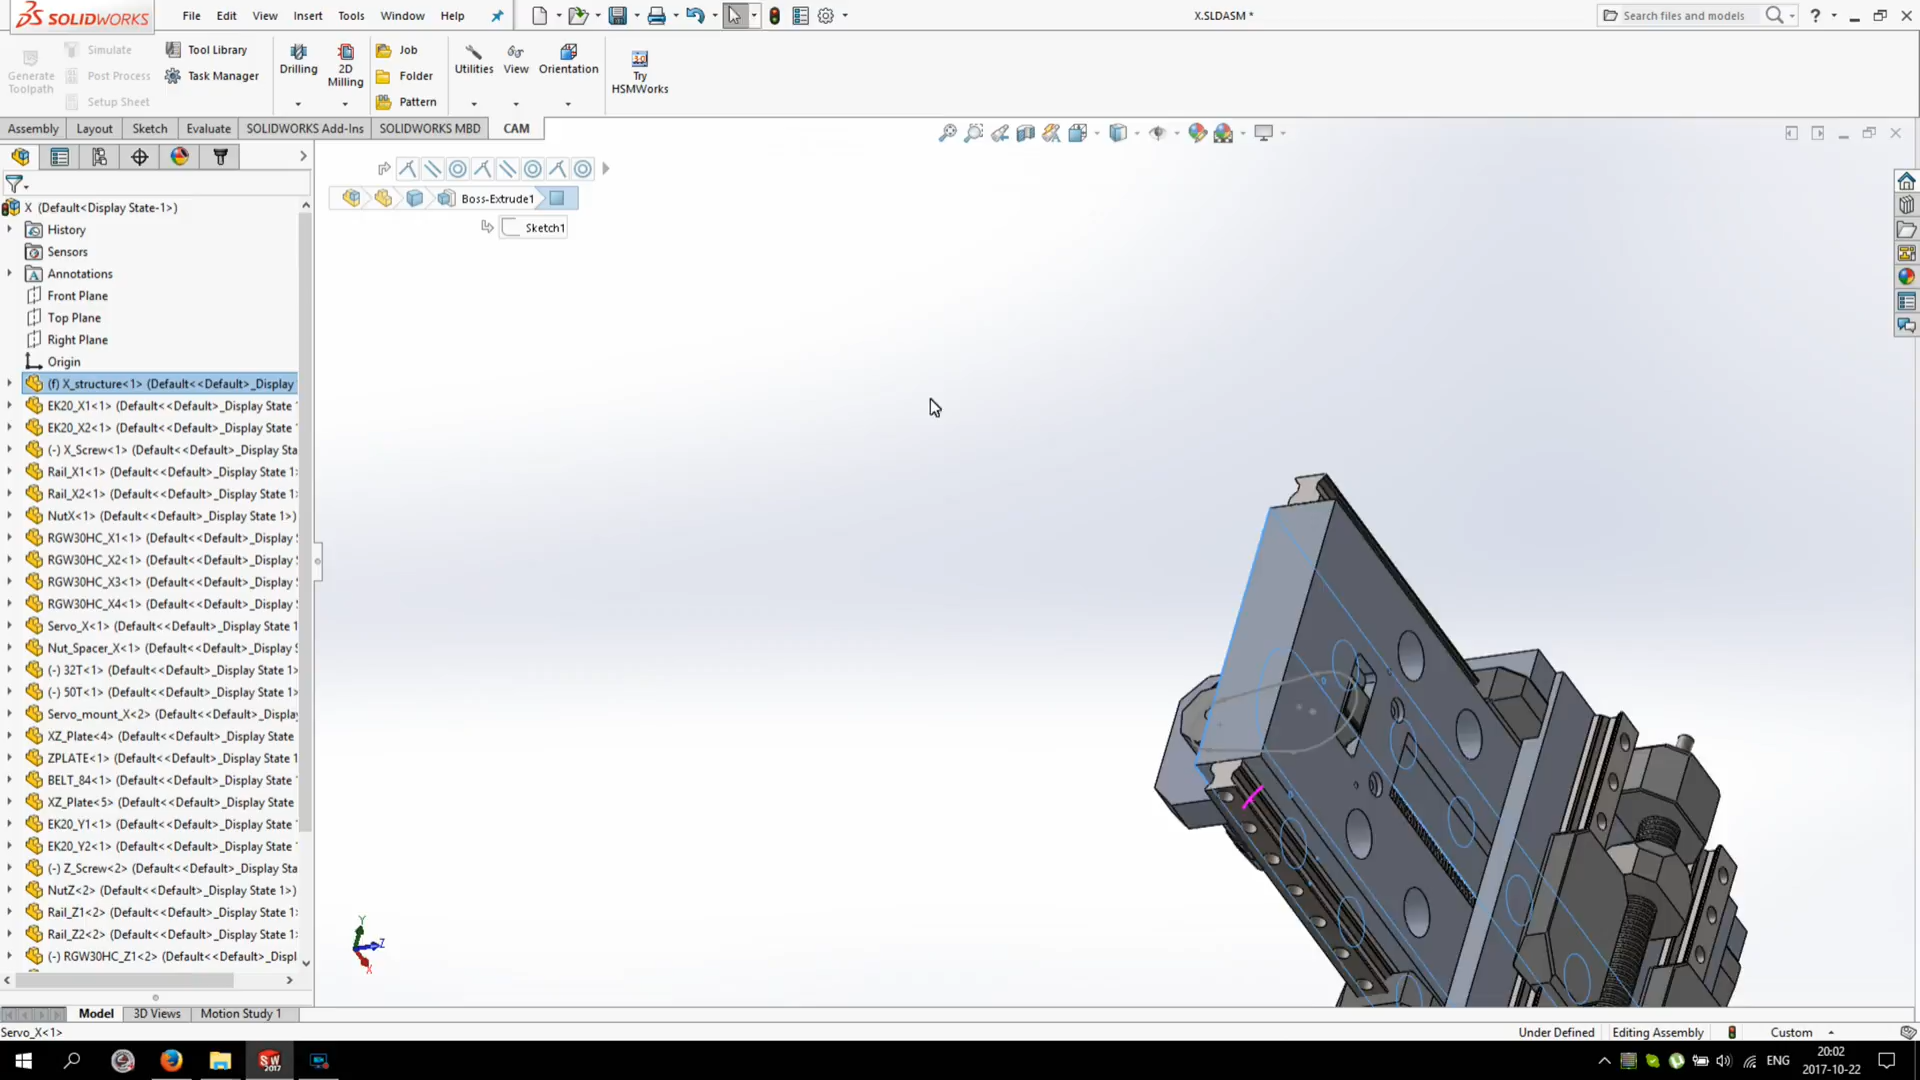 SOLIDWORKS
File Edit View Insert Tools Window Help
X.SLDASM *
Search files and models
Generate Toolpath
Simulate
Post Process
Setup Sheet
Tool Library
Task Manager
Drilling
2D Milling
Job
Folder
Pattern
Utilities
View
Orientation
Try HSMWorks
Assembly Layout Sketch Evaluate SOLIDWORKS Add-Ins SOLIDWORKS MBD CAM
Boss-Extrude1
Sketch1
X (Default<Display State-1>)
History
Sensors
Annotations
Front Plane
Top Plane
Right Plane
Origin
(f) X_structure<1> (Default<<Default>_Display
EK20_X1<1> (Default<<Default>_Display State
EK20_X2<1> (Default<<Default>_Display State
(-) X_Screw<1> (Default<<Default>_Display Sta
Rail_X1<1> (Default<<Default>_Display State 1>
Rail_X2<1> (Default<<Default>_Display State 1>
NutX<1> (Default<<Default>_Display State 1>)
RGW30HC_X1<1> (Default<<Default>_Display
RGW30HC_X2<1> (Default<<Default>_Display
RGW30HC_X3<1> (Default<<Default>_Display
RGW30HC_X4<1> (Default<<Default>_Display
Servo_X<1> (Default<<Default>_Display State 1
Nut_Spacer_X<1> (Default<<Default>_Display
(-) 32T<1> (Default<<Default>_Display State 1>
(-) 50T<1> (Default<<Default>_Display State 1>
Servo_mount_X<2> (Default<<Default>_Display
XZ_Plate<4> (Default<<Default>_Display State
ZPLATE<1> (Default<<Default>_Display State 1
BELT_84<1> (Default<<Default>_Display State 1
XZ_Plate<5> (Default<<Default>_Display State
EK20_Y1<1> (Default<<Default>_Display State
EK20_Y2<1> (Default<<Default>_Display State
(-) Z_Screw<2> (Default<<Default>_Display Sta
NutZ<2> (Default<<Default>_Display State 1>)
Rail_Z1<2> (Default<<Default>_Display State 1>
Rail_Z2<2> (Default<<Default>_Display State 1>
(-) RGW30HC_Z1<2> (Default<<Default>_Displ
Y
Z
X
Model 3D Views Motion Study 1
Servo_X<1>
Under Defined Editing Assembly Custom
SW 2017
ENG
20:02
2017-10-22